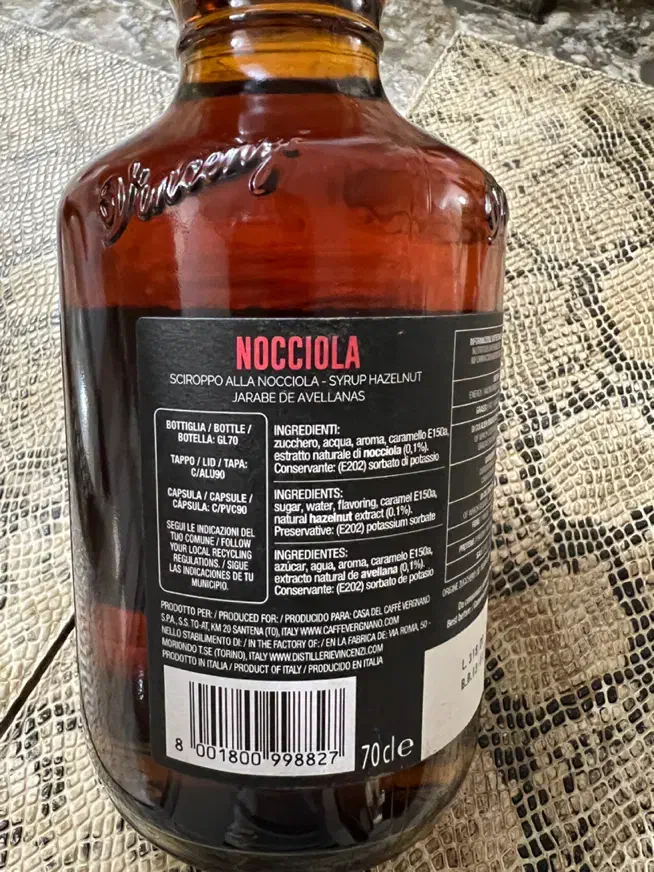 Vincenzi
NOCCIOLA
SCIROPPO ALLA NOCCIOLA - SYRUP HAZELNUT
JARABE DE AVELLANAS
BOTTIGLIA / BOTTLE /
BOTELLA: GL70
TAPPO / LID / TAPA:
C/ALU90
CAPSULA / CAPSULE /
CÁPSULA: C/PVC90
SEGUI LE INDICAZIONI DEL
TUO COMUNE / FOLLOW
YOUR LOCAL RECYCLING
REGULATIONS. / SIGUE
LAS INDICACIONES DE TU
MUNICIPIO.
INGREDIENTI:
zucchero, acqua, aroma, caramello E150a,
estratto naturale di nocciola (0,1%).
Conservante: (E202) sorbato di potassio
INGREDIENTS:
sugar, water, flavoring, caramel E150a,
natural hazelnut extract (0.1%).
Preservative: (E202) potassium sorbate
INGREDIENTES:
azúcar, agua, aroma, caramelo E150a,
extracto natural de avellana (0,1%).
Conservante: (E202) sorbato de potasio
PRODOTTO PER: / PRODUCED FOR: / PRODUCIDO PARA: CASA DEL CAFFÈ VERGNANO
S.P.A., S.S. TO-AT, KM 20 SANTENA (TO), ITALY WWW.CAFFEVERGNANO.COM
NELLO STABILIMENTO DI: / IN THE FACTORY OF: / EN LA FABRICA DE: VIA ROMA, 50 -
MORIONDO T.SE (TORINO), ITALY WWW.DISTILLERIEVINCENZI.COM
PRODOTTO IN ITALIA / PRODUCT OF ITALY / PRODUCIDO EN ITALIA
8 001800 998827
70 cl e